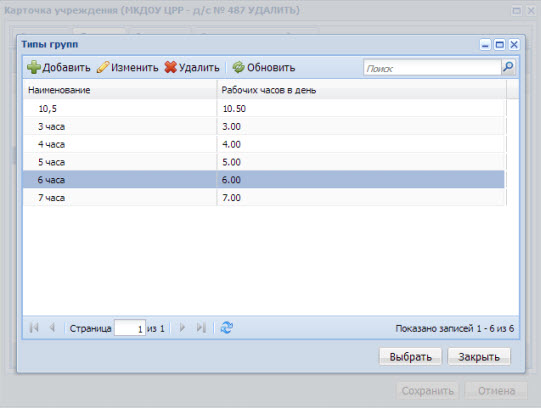 Карточка учреждения (МКДОУ ЦРР - д/с № 487 УДАЛИТЬ)
Типы групп
Добавить Изменить Удалить Обновить Поиск
Наименование Рабочих часов в день
10,5 10.50
3 часа 3.00
4 часа 4.00
5 часа 5.00
6 часа 6.00
7 часа 7.00
Страница 1 из 1 Показано записей 1 - 6 из 6
Выбрать Закрыть
Сохранить Отмена